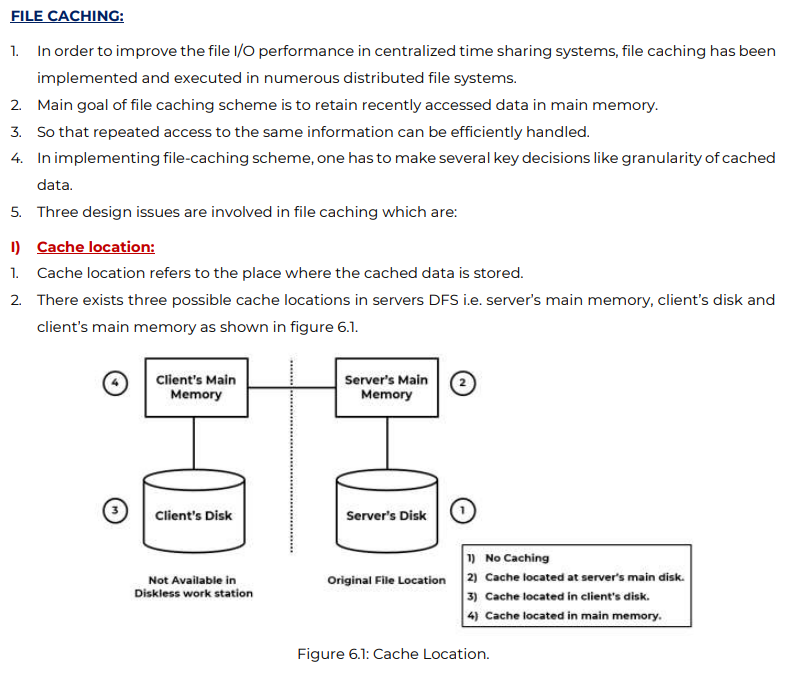 FILE CACHING:
1. In order to improve the file I/O performance in centralized time sharing systems, file caching has been
implemented and executed in numerous distributed file systems.
2. Main goal of file caching scheme is to retain recently accessed data in main memory.
3. So that repeated access to the same information can be efficiently handled.
4. In implementing file-caching scheme, one has to make several key decisions like granularity of cached
data.
5. Three design issues are involved in file caching which are:
I) Cache location:
1. Cache location refers to the place where the cached data is stored.
2. There exists three possible cache locations in servers DFS i.e. server's main memory, client's disk and
client's main memory as shown in figure 6.1.
4
Client's Main
Memory
Server's Main
Memory
2
3
Client's Disk
Server's Disk
1
Not Available in
Diskless work station
Original File Location
1) No Caching
2) Cache located at server's main disk.
3) Cache located in client's disk.
4) Cache located in main memory.
Figure 6.1: Cache Location.